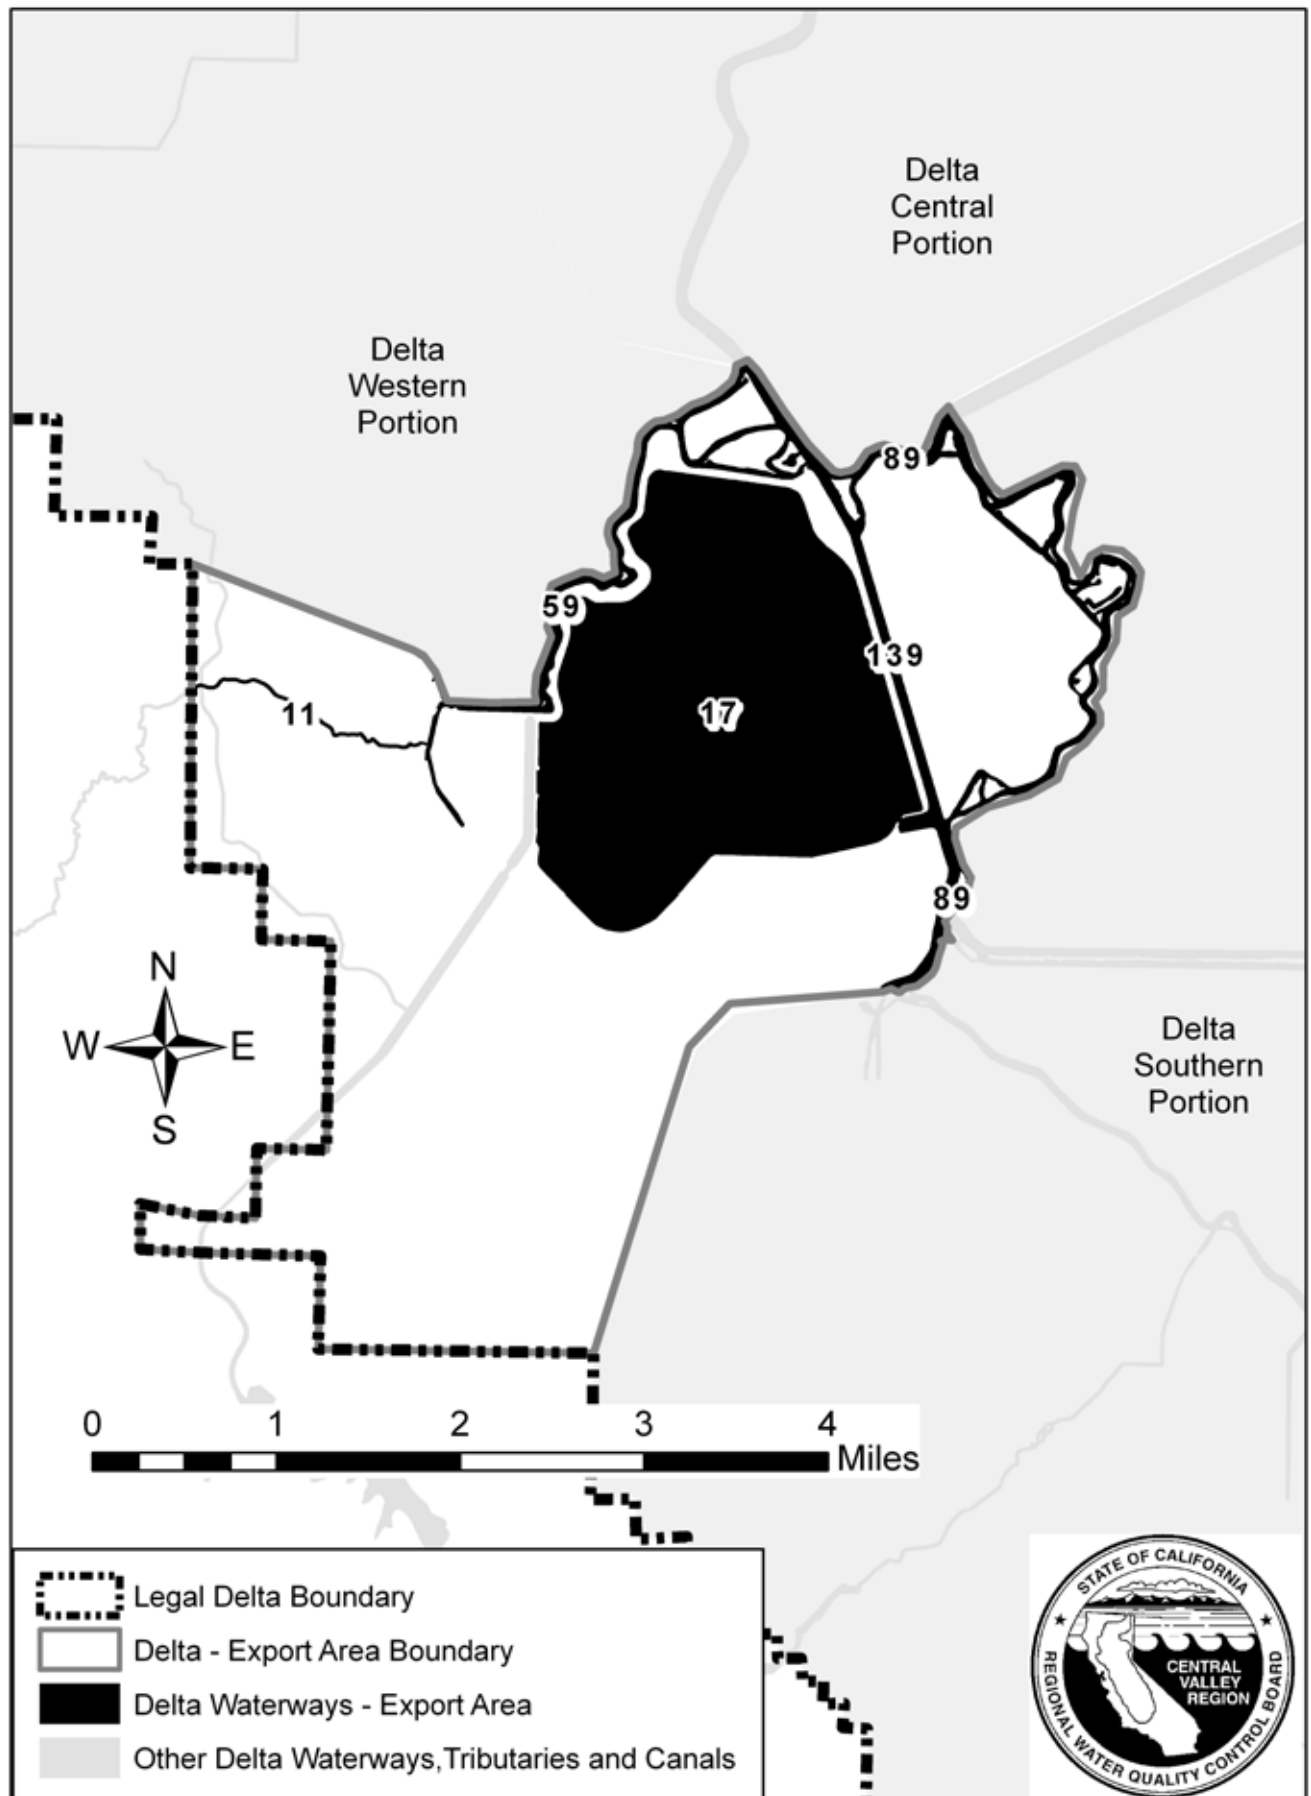 Delta
Central
Portion
Delta
Western
Portion
89
59
139
11
17
89
N
W E
S
Delta
Southern
Portion
0 1 2 3 4
Miles
Legal Delta Boundary
Delta - Export Area Boundary
Delta Waterways - Export Area
Other Delta Waterways,Tributaries and Canals
STATE OF CALIFORNIA
CENTRAL
VALLEY
REGION
REGIONAL WATER QUALITY CONTROL BOARD